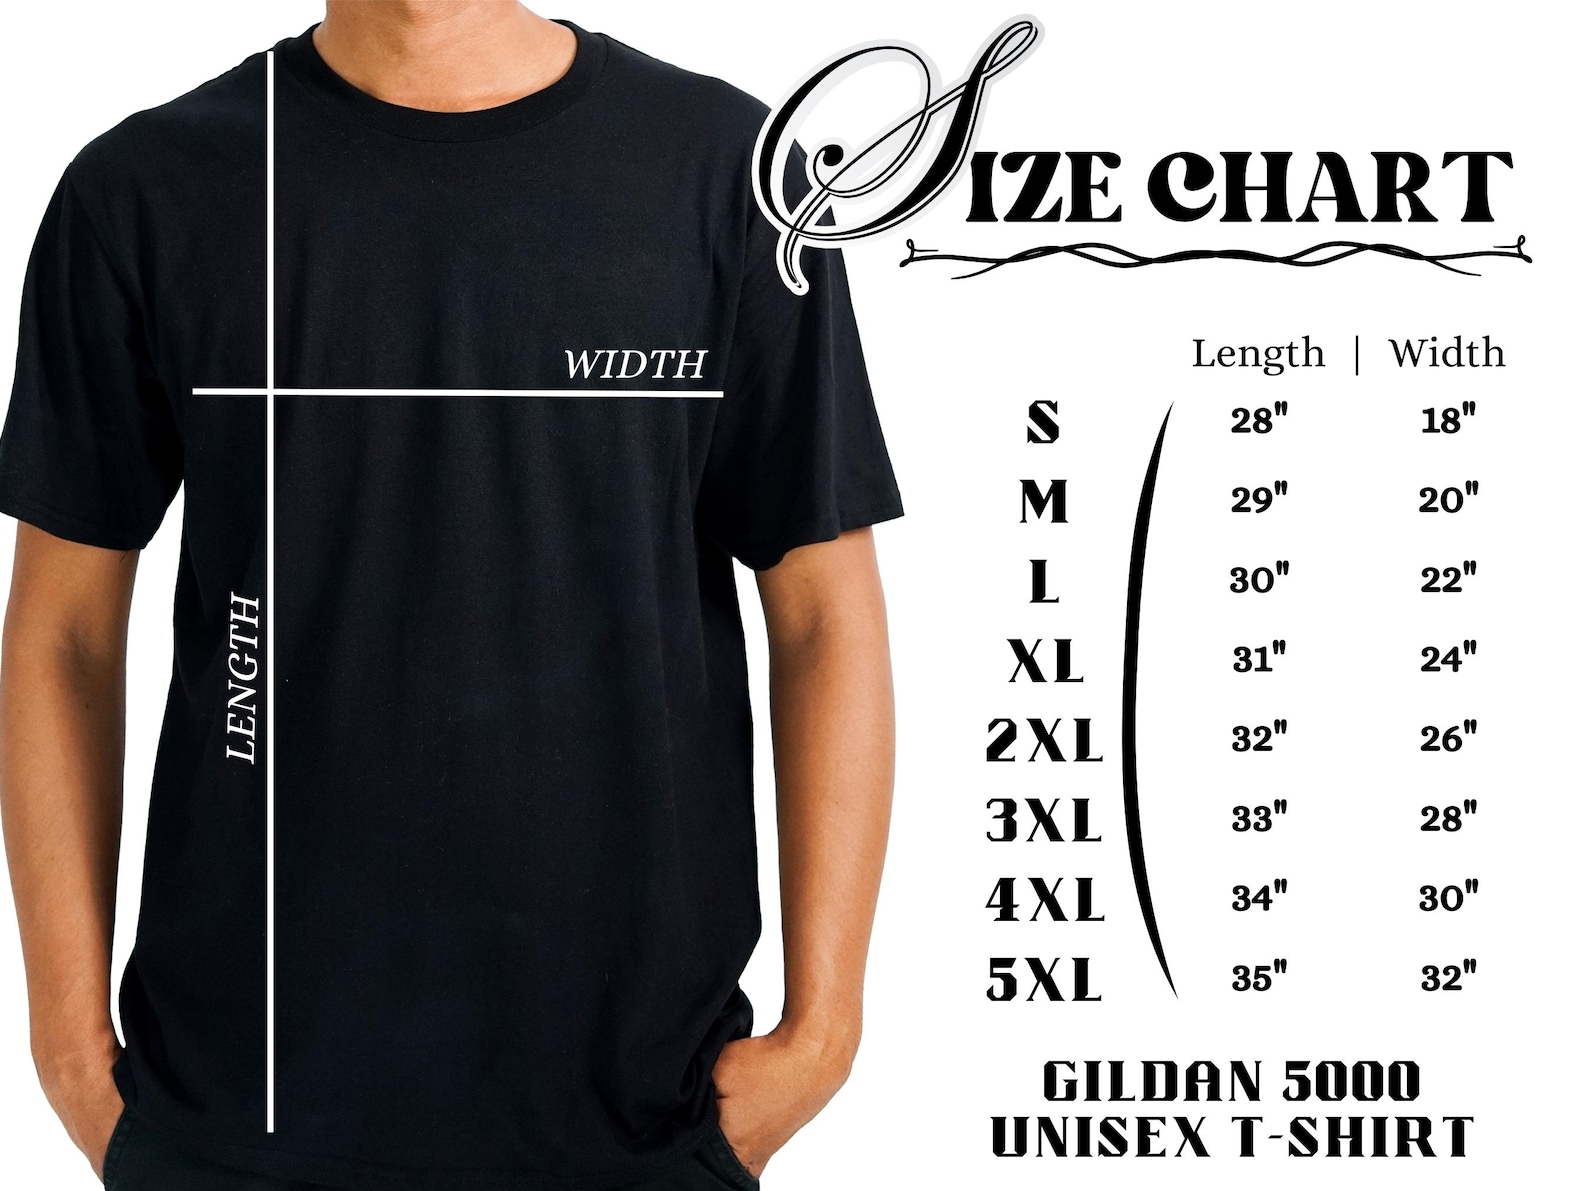 SIZE CHART
Length | Width
S 28" 18"
M 29" 20"
L 30" 22"
XL 31" 24"
2XL 32" 26"
3XL 33" 28"
4XL 34" 30"
5XL 35" 32"
GILDAN 5000
UNISEX T-SHIRT
WIDTH
LENGTH